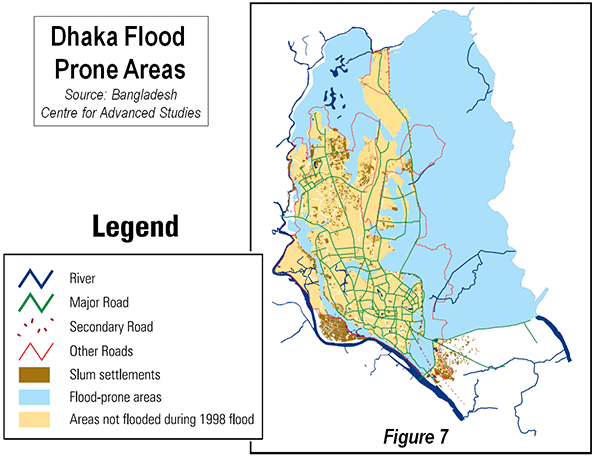 Dhaka Flood
Prone Areas
Source: Bangladesh
Centre for Advanced Studies
Legend
River
Major Road
Secondary Road
Other Roads
Slum settlements
Flood-prone areas
Areas not flooded during 1998 flood
Figure 7